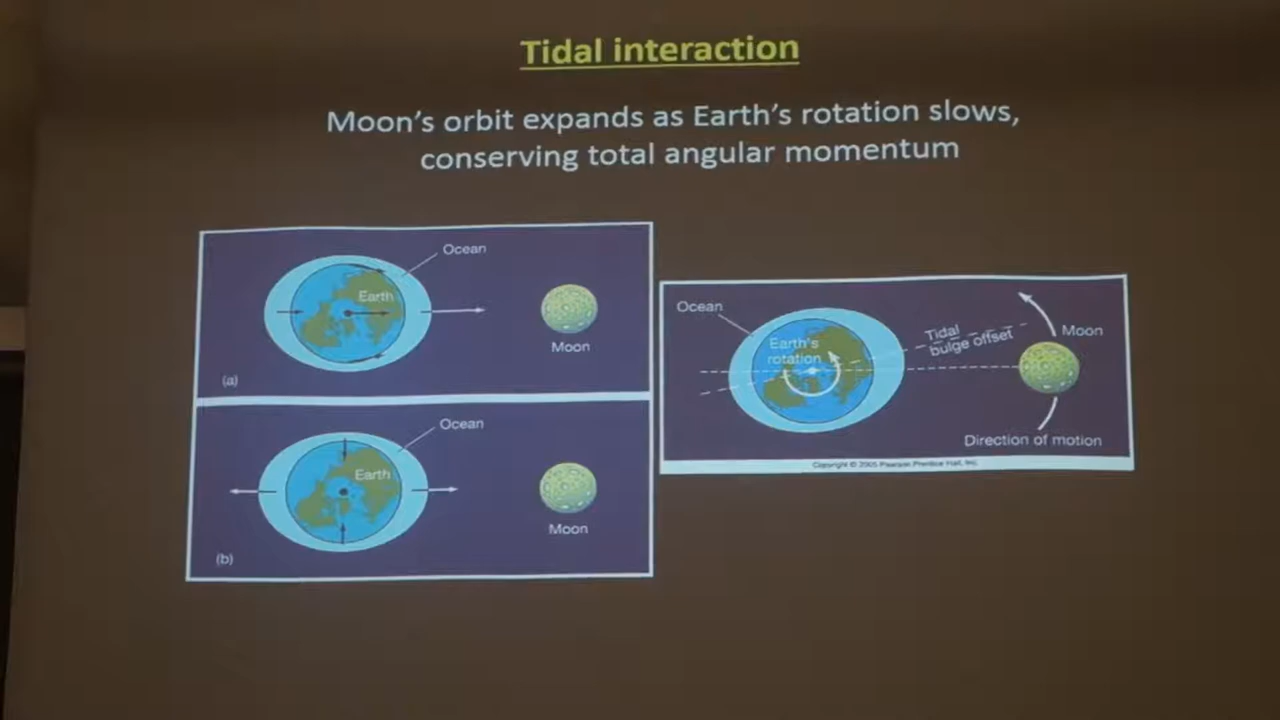 Tidal interaction
Moon's orbit expands as Earth's rotation slows,
conserving total angular momentum
Ocean
Earth
Moon
(a)
Ocean
Earth
Moon
(b)
Ocean
Earth's
rotation
Tidal
bulge offset
Moon
Direction of motion
Copyright © 2005 Pearson Prentice Hall, Inc.